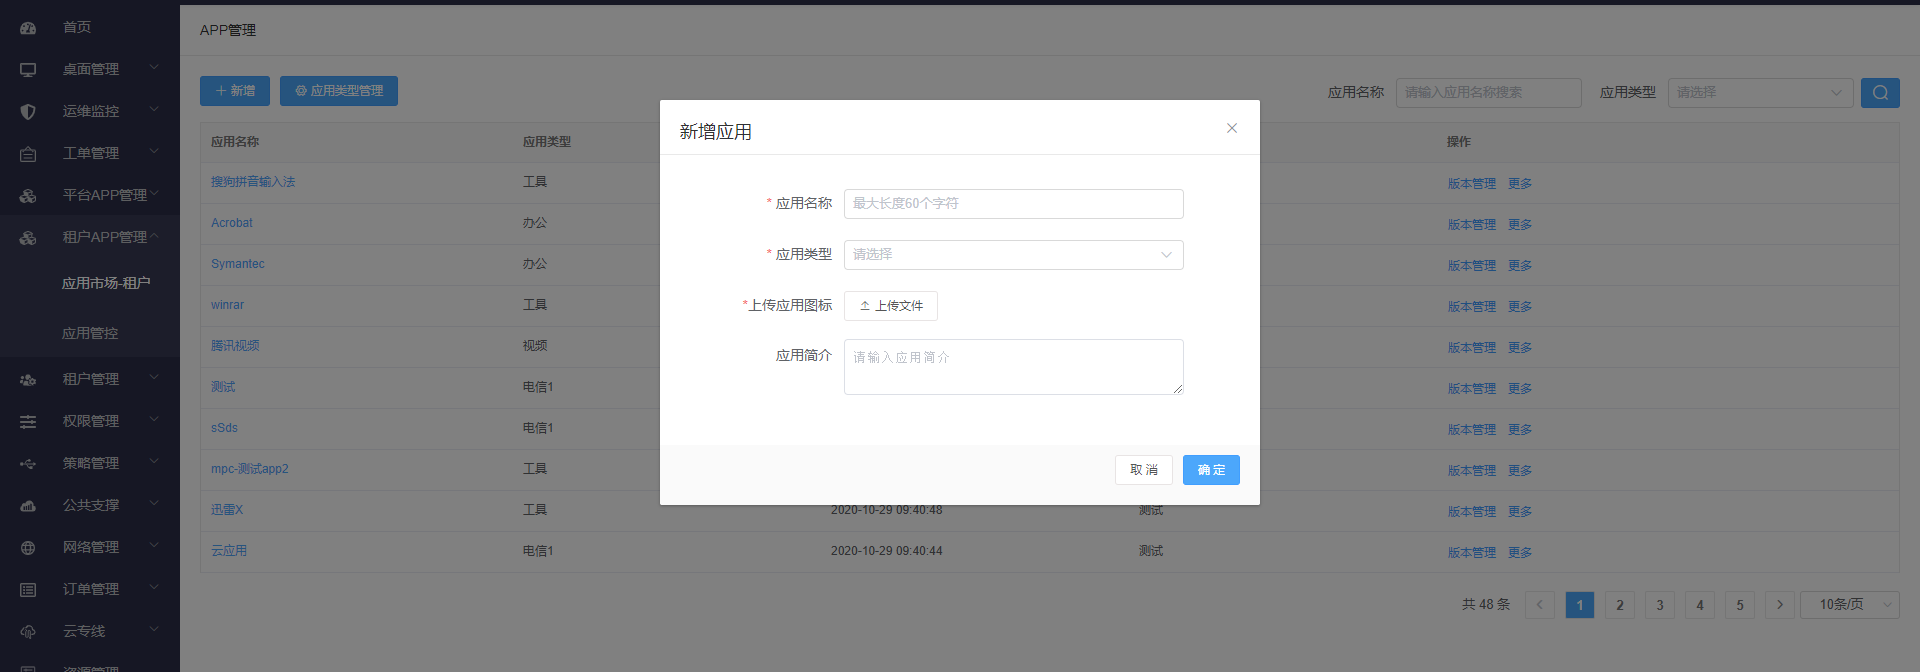 首页
桌面管理
运维监控
工单管理
平台APP管理
租户APP管理
应用市场-租户
应用管控
租户管理
权限管理
策略管理
公共支撑
网络管理
订单管理
云专线
资源管理
APP管理
新增
应用类型管理
应用名称 请输入应用名称搜索 应用类型 请选择
应用名称 应用类型 操作
搜狗拼音输入法 工具 版本管理 更多
Acrobat 办公 版本管理 更多
Symantec 办公 版本管理 更多
winrar 工具 版本管理 更多
腾讯视频 视频 版本管理 更多
测试 电信1 版本管理 更多
sSds 电信1 版本管理 更多
mpc-测试app2 工具 版本管理 更多
迅雷X 工具 2020-10-29 09:40:48 测试 版本管理 更多
云应用 电信1 2020-10-29 09:40:44 测试 版本管理 更多
共 48 条 1 2 3 4 5 10条/页
新增应用
* 应用名称 最大长度60个字符
* 应用类型 请选择
*上传应用图标 上传文件
应用简介 请输入应用简介
取消 确定